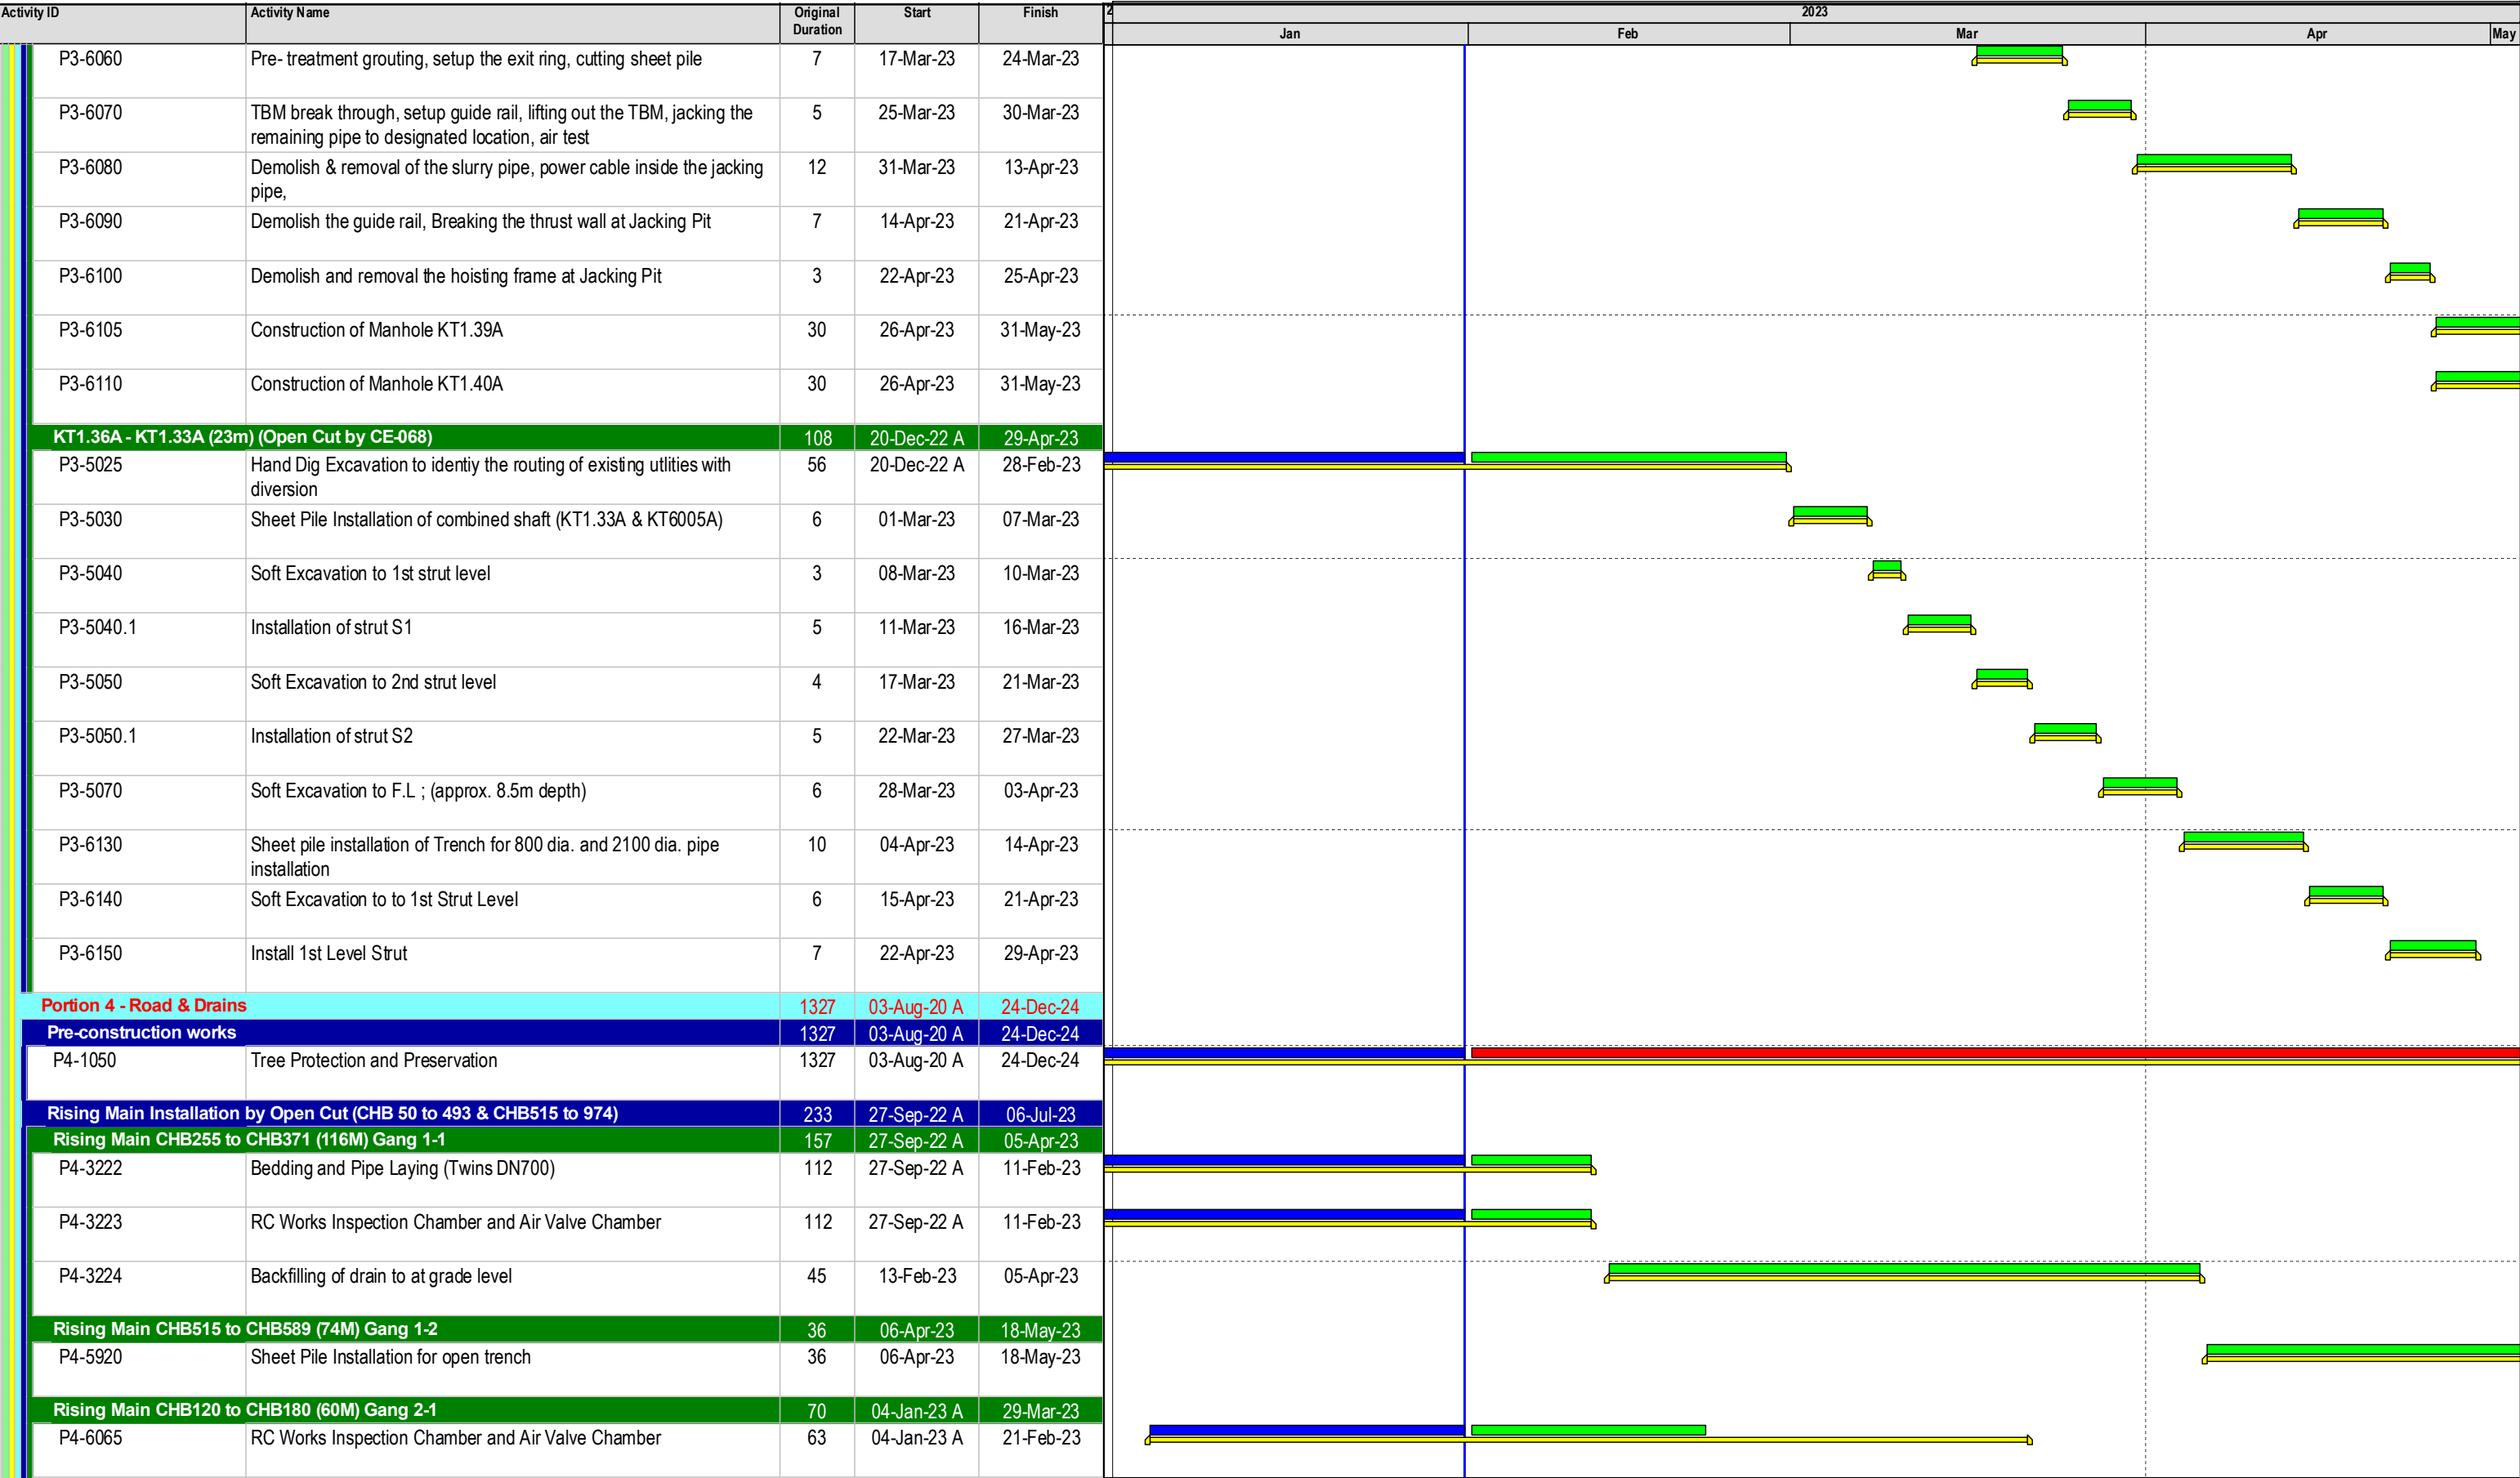 Activity ID Activity Name Original Start Finish 2 2023
Duration Jan Feb Mar Apr May
P3-6060 Pre- treatment grouting, setup the exit ring, cutting sheet pile 7 17-Mar-23 24-Mar-23
P3-6070 TBM break through, setup guide rail, lifting out the TBM, jacking the 5 25-Mar-23 30-Mar-23
remaining pipe to designated location, air test
P3-6080 Demolish & removal of the slurry pipe, power cable inside the jacking 12 31-Mar-23 13-Apr-23
pipe,
P3-6090 Demolish the guide rail, Breaking the thrust wall at Jacking Pit 7 14-Apr-23 21-Apr-23
P3-6100 Demolish and removal the hoisting frame at Jacking Pit 3 22-Apr-23 25-Apr-23
P3-6105 Construction of Manhole KT1.39A 30 26-Apr-23 31-May-23
P3-6110 Construction of Manhole KT1.40A 30 26-Apr-23 31-May-23
KT1.36A - KT1.33A (23m) (Open Cut by CE-068) 108 20-Dec-22 A 29-Apr-23
P3-5025 Hand Dig Excavation to identiy the routing of existing utlities with 56 20-Dec-22 A 28-Feb-23
diversion
P3-5030 Sheet Pile Installation of combined shaft (KT1.33A & KT6005A) 6 01-Mar-23 07-Mar-23
P3-5040 Soft Excavation to 1st strut level 3 08-Mar-23 10-Mar-23
P3-5040.1 Installation of strut S1 5 11-Mar-23 16-Mar-23
P3-5050 Soft Excavation to 2nd strut level 4 17-Mar-23 21-Mar-23
P3-5050.1 Installation of strut S2 5 22-Mar-23 27-Mar-23
P3-5070 Soft Excavation to F.L ; (approx. 8.5m depth) 6 28-Mar-23 03-Apr-23
P3-6130 Sheet pile installation of Trench for 800 dia. and 2100 dia. pipe 10 04-Apr-23 14-Apr-23
installation
P3-6140 Soft Excavation to to 1st Strut Level 6 15-Apr-23 21-Apr-23
P3-6150 Install 1st Level Strut 7 22-Apr-23 29-Apr-23
Portion 4 - Road & Drains 1327 03-Aug-20 A 24-Dec-24
Pre-construction works 1327 03-Aug-20 A 24-Dec-24
P4-1050 Tree Protection and Preservation 1327 03-Aug-20 A 24-Dec-24
Rising Main Installation by Open Cut (CHB 50 to 493 & CHB515 to 974) 233 27-Sep-22 A 06-Jul-23
Rising Main CHB255 to CHB371 (116M) Gang 1-1 157 27-Sep-22 A 05-Apr-23
P4-3222 Bedding and Pipe Laying (Twins DN700) 112 27-Sep-22 A 11-Feb-23
P4-3223 RC Works Inspection Chamber and Air Valve Chamber 112 27-Sep-22 A 11-Feb-23
P4-3224 Backfilling of drain to at grade level 45 13-Feb-23 05-Apr-23
Rising Main CHB515 to CHB589 (74M) Gang 1-2 36 06-Apr-23 18-May-23
P4-5920 Sheet Pile Installation for open trench 36 06-Apr-23 18-May-23
Rising Main CHB120 to CHB180 (60M) Gang 2-1 70 04-Jan-23 A 29-Mar-23
P4-6065 RC Works Inspection Chamber and Air Valve Chamber 63 04-Jan-23 A 21-Feb-23